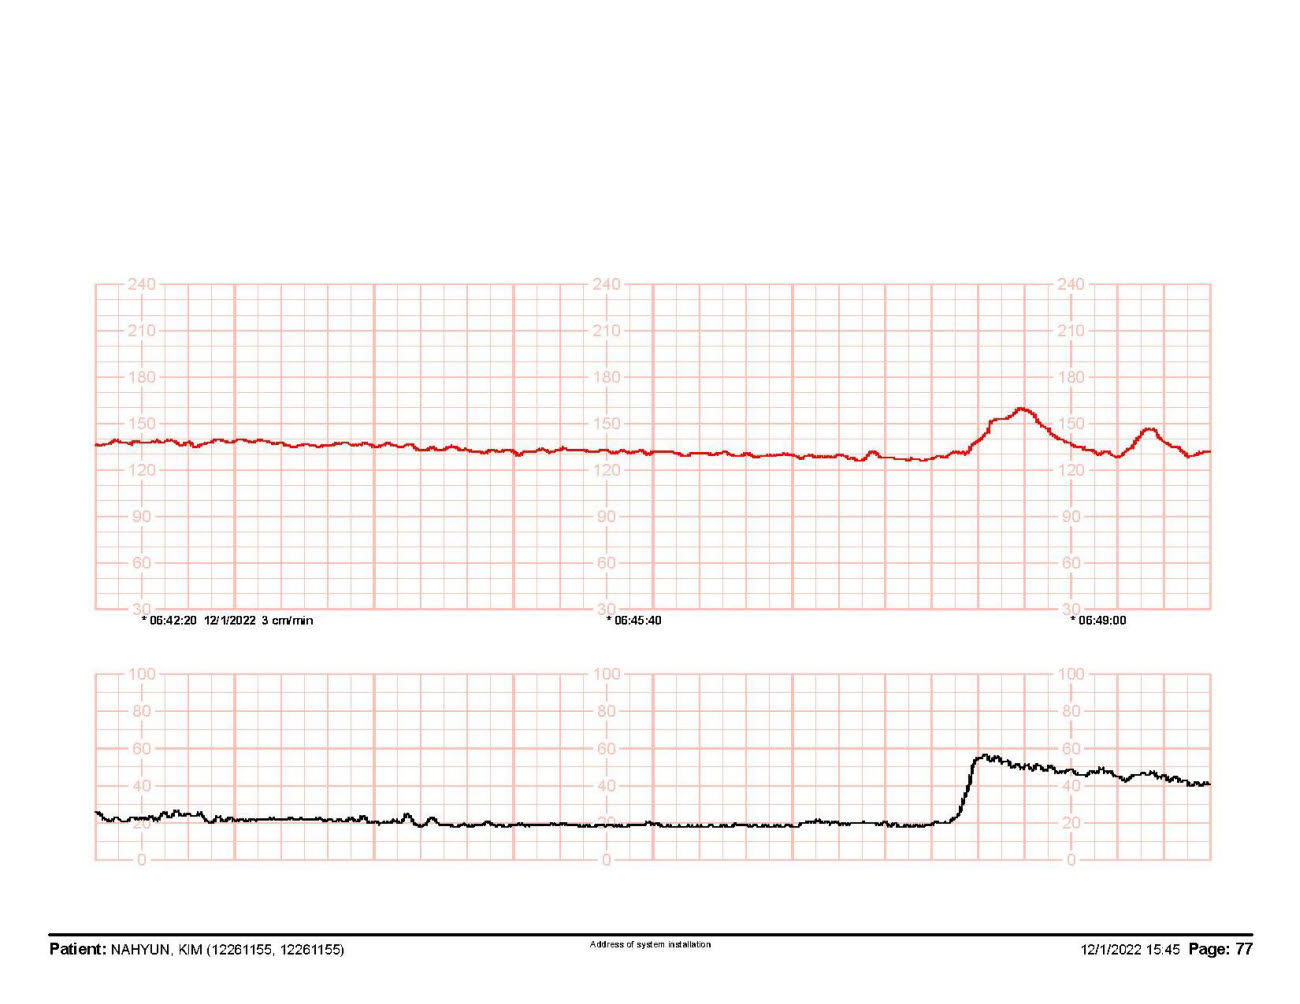 240 240 240
210 210 210
180 180 180
150 150 150
120 120 120
90 90 90
60 60 60
30 30 30
* 06:42:20 12/1/2022 3 cm/min * 06:45:40 * 06:49:00
100 100 100
80 80 80
60 60 60
40 40 40
20 20 20
0 0 0
Patient: NAHYUN, KIM (12261155, 12261155) Address of system installation 12/1/2022 15:45 Page: 77